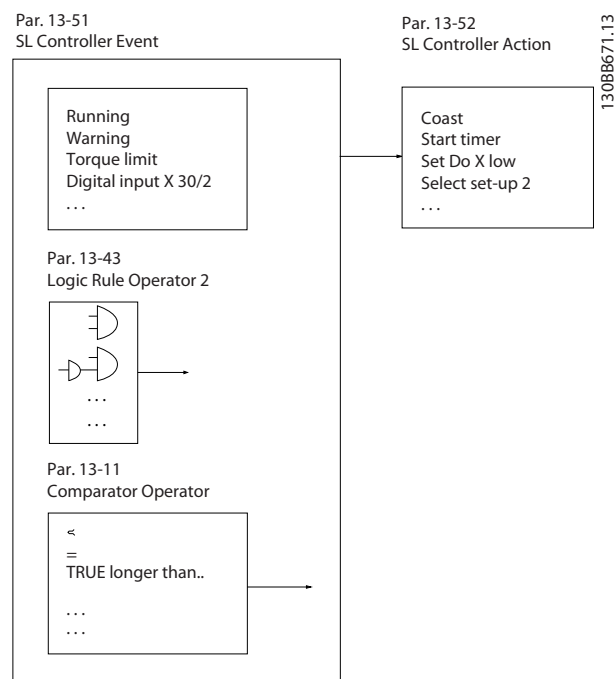 Par. 13-51
SL Controller Event
Par. 13-52
SL Controller Action
130BB671.13
Running
Warning
Torque limit
Digital input X 30/2
. . .
Coast
Start timer
Set Do X low
Select set-up 2
. . .
Par. 13-43
Logic Rule Operator 2
. . .
. . .
Par. 13-11
Comparator Operator
<
=
TRUE longer than..
. . .
. . .